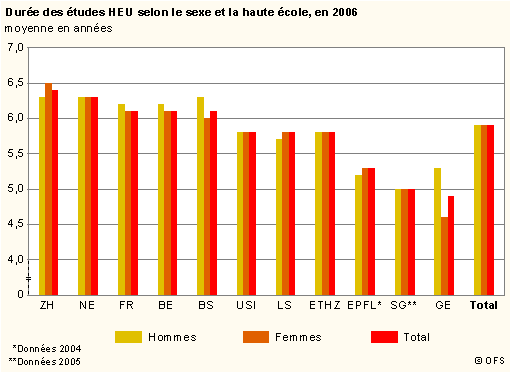 Durée des études HEU selon le sexe et la haute école, en 2006
moyenne en années
7,0
6,5
6,0
5,5
5,0
4,5
4,0
0
ZH NE FR BE BS USI LS ETHZ EPFL* SG** GE Total
Hommes Femmes Total
*Données 2004
**Données 2005
© OFS